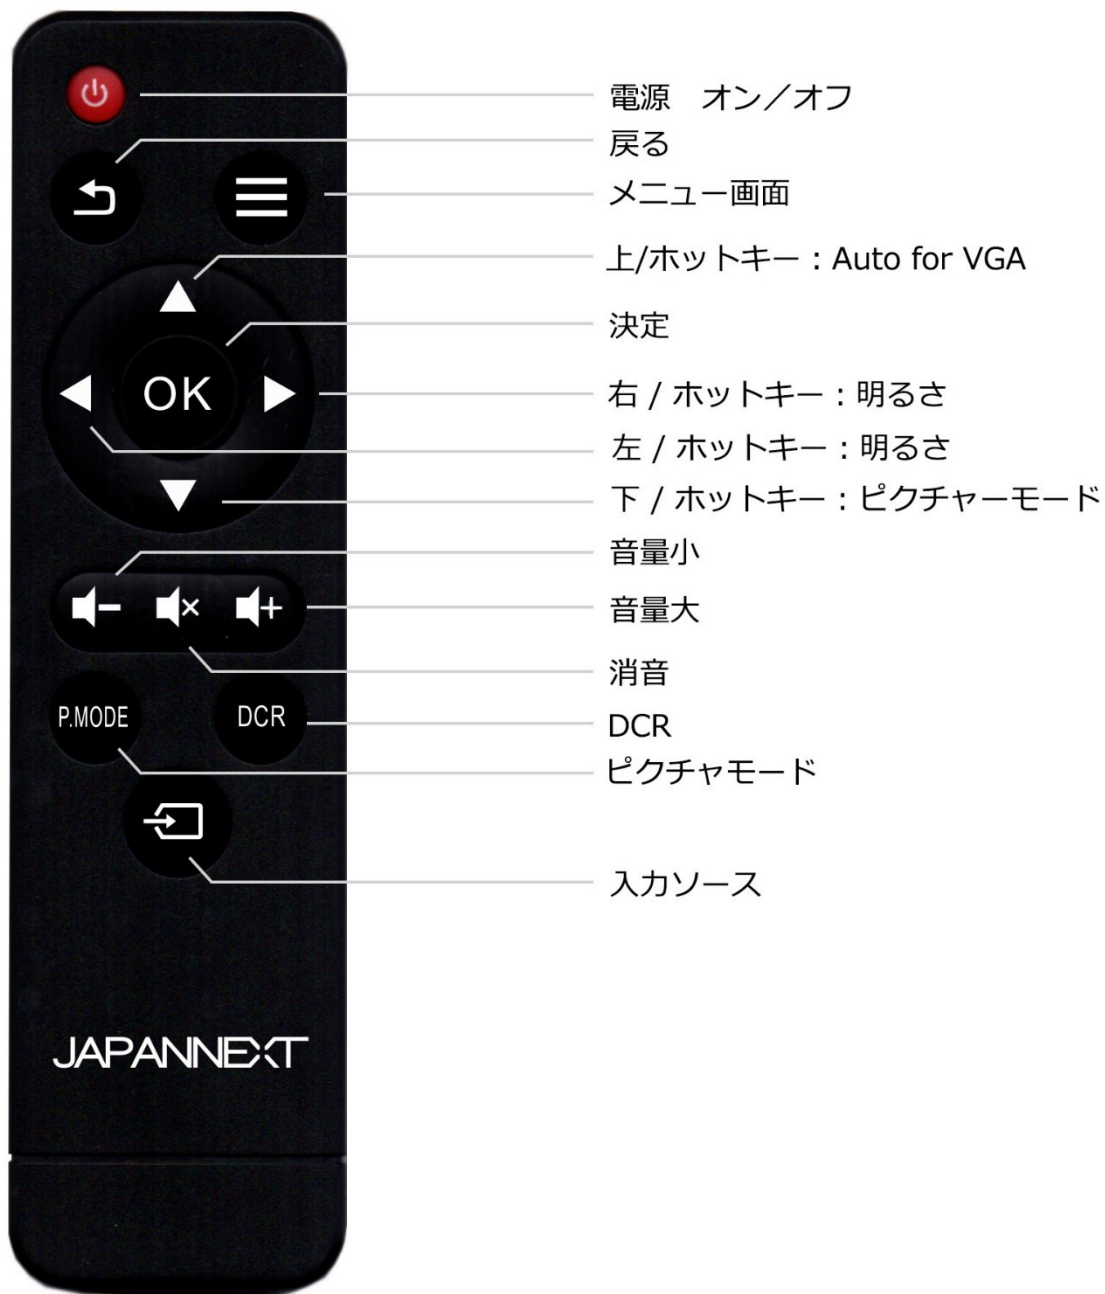 電源　オン／オフ
戻る
メニュー画面
上/ホットキー：Auto for VGA
OK
決定
右 / ホットキー：明るさ
左 / ホットキー：明るさ
下 / ホットキー：ピクチャーモード
音量小
音量大
消音
P.MODE
DCR
DCR
ピクチャモード
入力ソース
JAPANNEXT